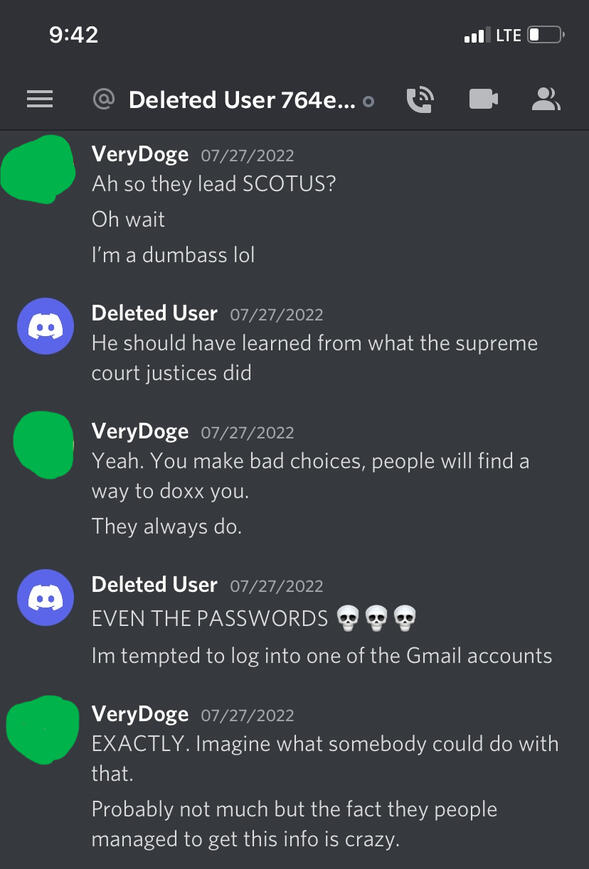 9:42
LTE
@ Deleted User 764e...
VeryDoge 07/27/2022
Ah so they lead SCOTUS?
Oh wait
I’m a dumbass lol
Deleted User 07/27/2022
He should have learned from what the supreme
court justices did
VeryDoge 07/27/2022
Yeah. You make bad choices, people will find a
way to doxx you.
They always do.
Deleted User 07/27/2022
EVEN THE PASSWORDS 💀💀💀
Im tempted to log into one of the Gmail accounts
VeryDoge 07/27/2022
EXACTLY. Imagine what somebody could do with
that.
Probably not much but the fact they people
managed to get this info is crazy.